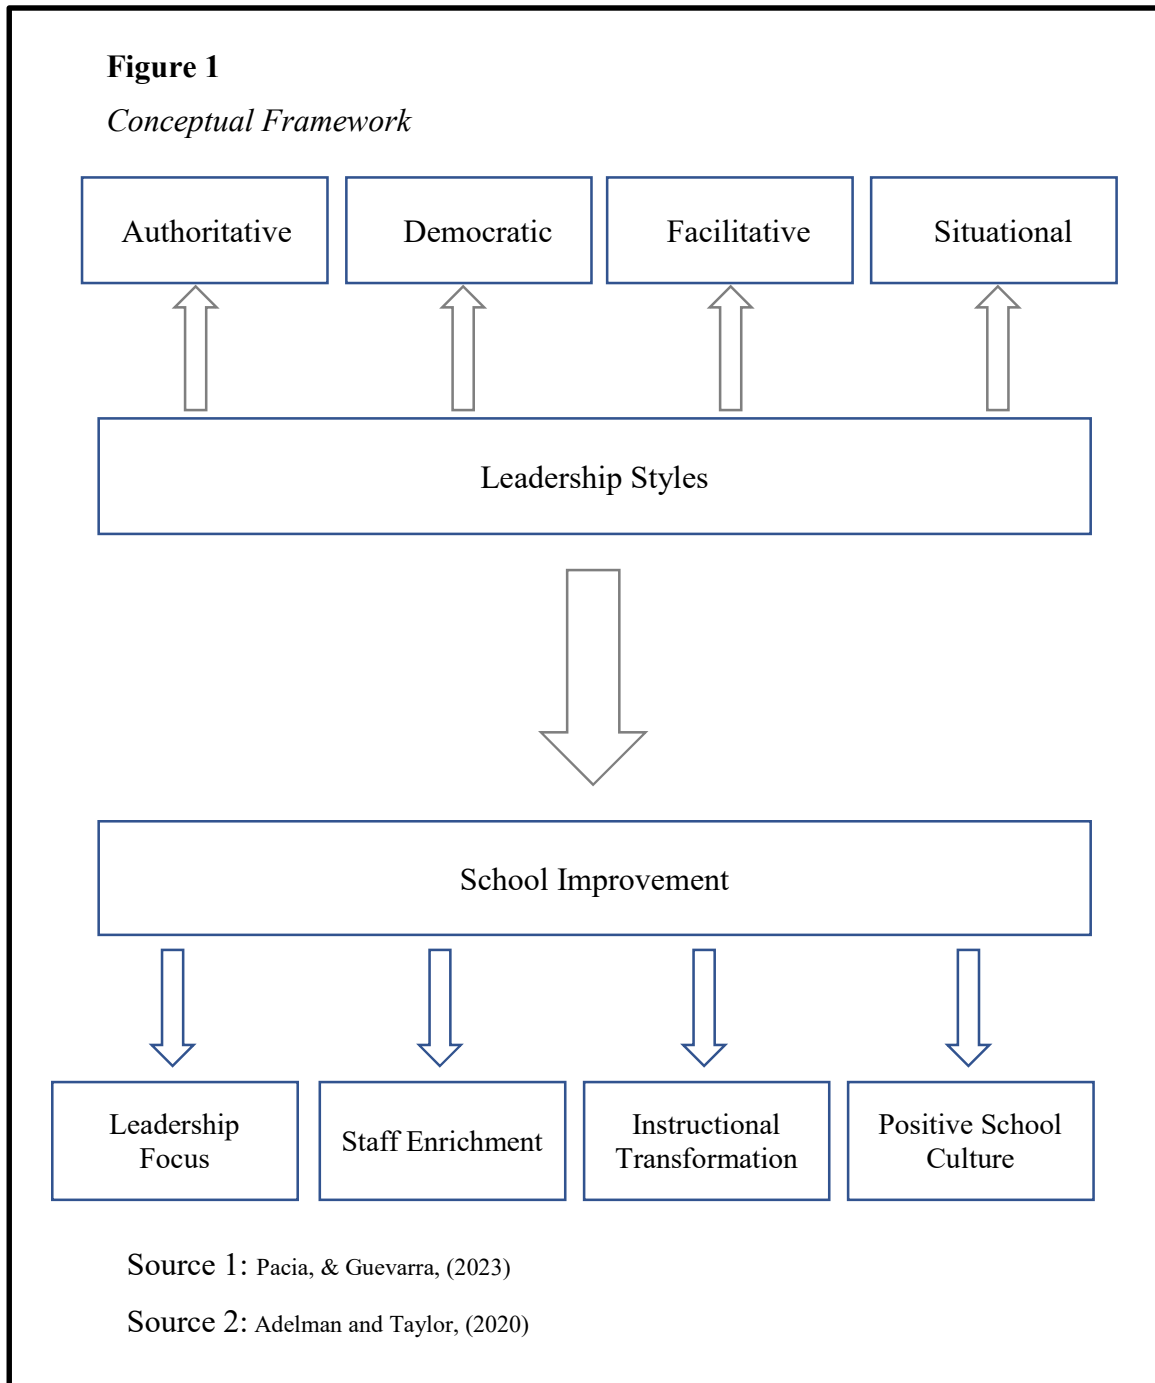 Figure 1
Conceptual Framework
Authoritative
Democratic
Facilitative
Situational
Leadership Styles
School Improvement
Leadership
Focus
Staff Enrichment
Instructional
Transformation
Positive School
Culture
Source 1: Pacia, & Guevarra, (2023)
Source 2: Adelman and Taylor, (2020)